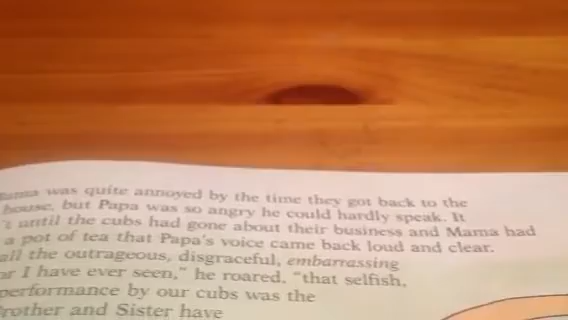 Mama was quite annoyed by the time they got back to the
house, but Papa was so angry he could hardly speak. It
't until the cubs had gone about their business and Mama had
a pot of tea that Papa's voice came back loud and clear.
all the outrageous, disgraceful, embarrassing
or I have ever seen," he roared, "that selfish,
performance by our cubs was the
Brother and Sister have